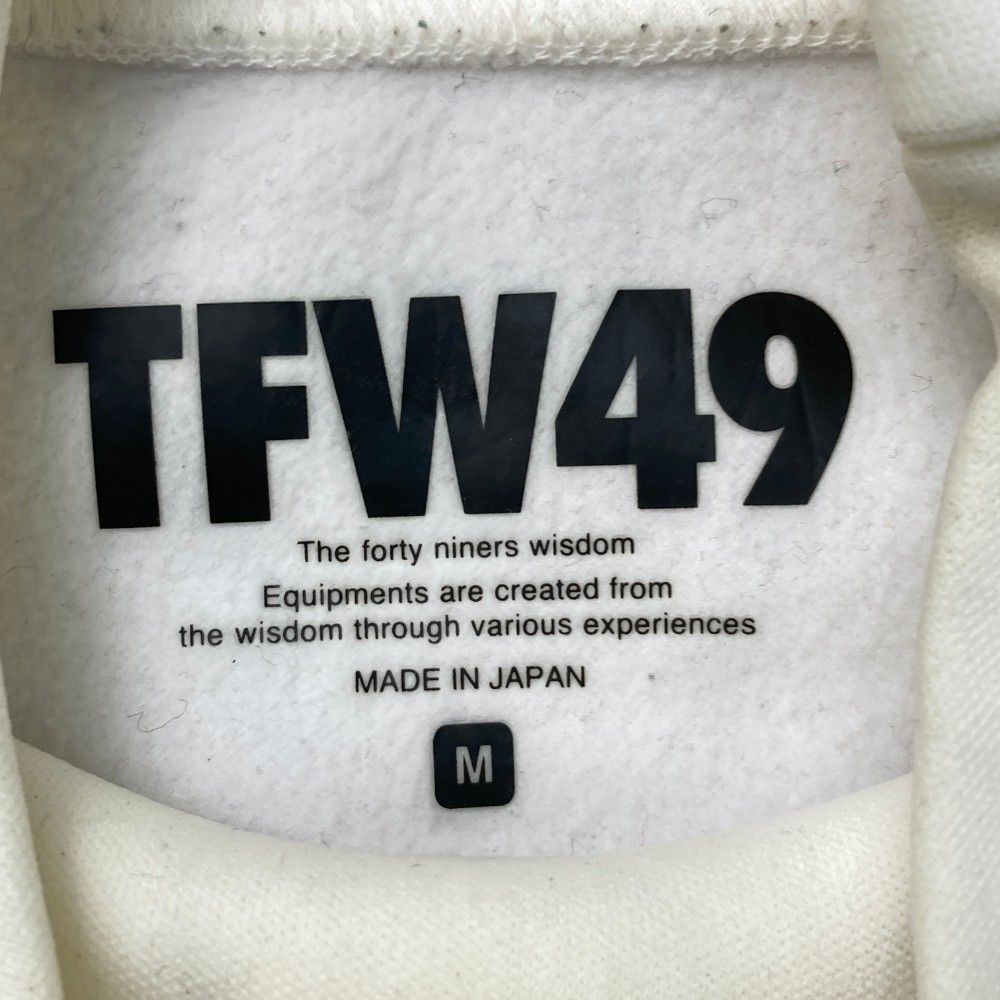 TFW49
The forty niners wisdom
Equipments are created from
the wisdom through various experiences
MADE IN JAPAN
M